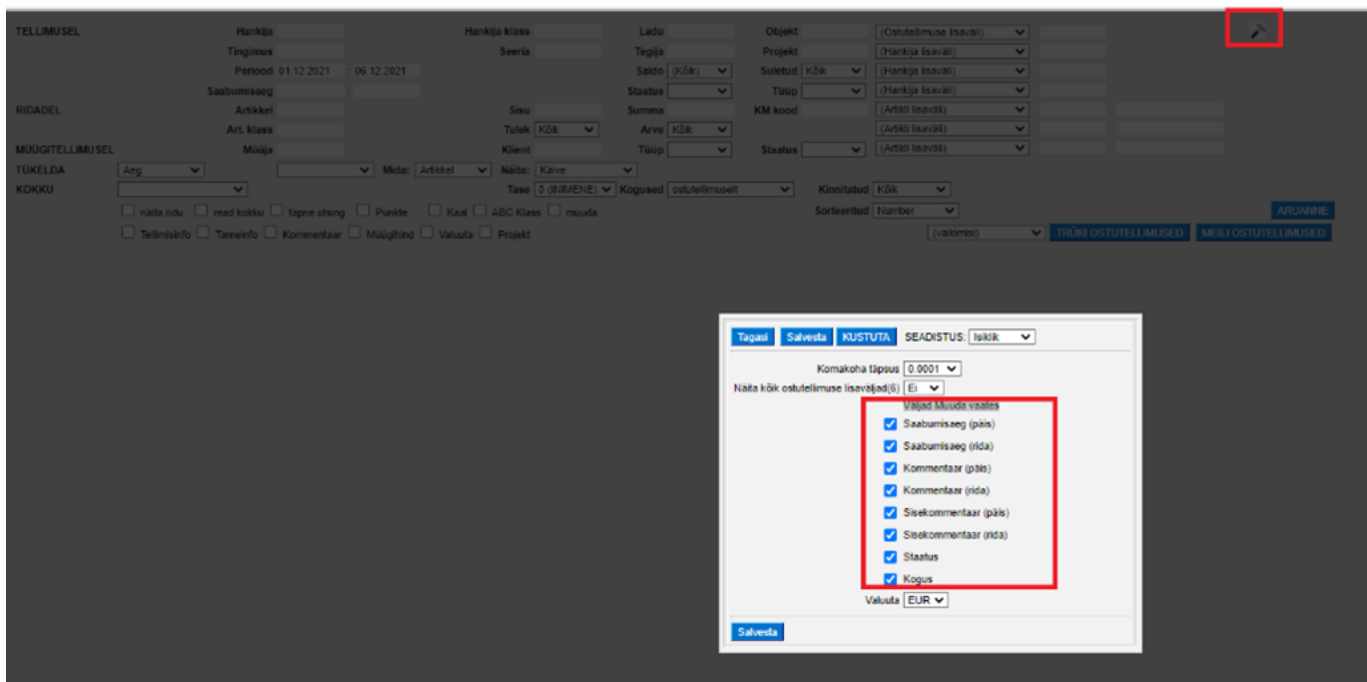 TELLIMUSEL Hankija Hankija klass Ladu Objekt (Ostutellimuse lisaväli)
Tingimus Seeria Tegija Projekt (Hankija lisaväli)
Periood 01.12.2021 : 06.12.2021 Saldo (Kõik) Suletud Kõik (Hankija lisaväli)
Saabumisaeg : Staatus Tüüp (Hankija lisaväli)
RIDADEL Artikkel Sisu Summa KM kood (Artikli lisaväli)
Art. klass Tulek Kõik Arve Kõik (Artikli lisaväli)
MÜÜGITELLIMUSEL Müüja Klient Tüüp Staatus (Artikli lisaväli)
TÜKELDA Aeg Mida: Artikkel Näita: Käive
KOKKU Tase 0 (INIMENE) Kogused ostutellimuselt Kinnitatud Kõik
näita ridu read kokku täpne otsing Punkte Kaal ABC Klass muuda Sorteeritud Number ARUANNE
Tellimisinfo Tarneinfo Kommentaar Müügihind Valuuta Projekt (vaikimisi) TRÜKI OSTUTELLIMUSED MEILI OSTUTELLIMUSED
Tagasi Salvesta KUSTUTA SEADISTUS: Isiklik
Komakoha täpsus 0.0001
Näita kõik ostutellimuse lisaväljad(6) Ei
Väljad Muuda vaates
Saabumisaeg (päis)
Saabumisaeg (rida)
Kommentaar (päis)
Kommentaar (rida)
Sisekommentaar (päis)
Sisekommentaar (rida)
Staatus
Kogus
Valuuta EUR
Salvesta